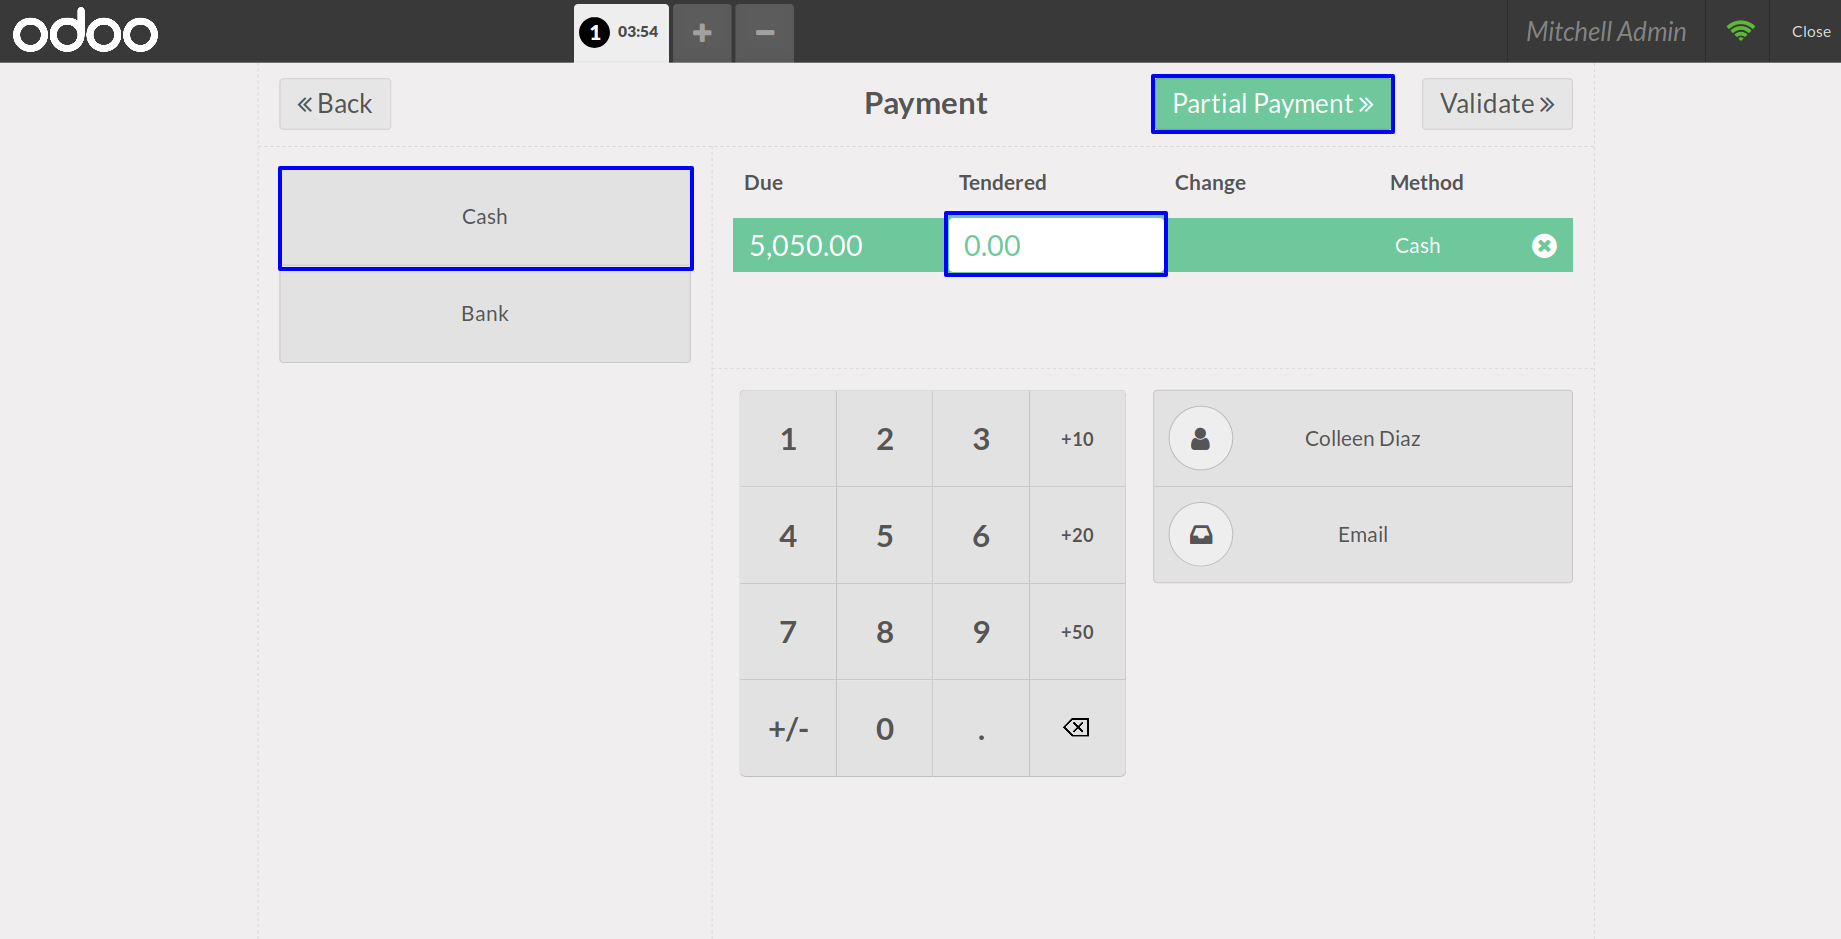 odoo
1 03:54
Mitchell Admin
Close
Back
Payment
Partial Payment
Validate
Cash
Bank
Due Tendered Change Method
5,050.00 0.00 Cash
1 2 3 +10
4 5 6 +20
7 8 9 +50
+/- 0 .
Colleen Diaz
Email